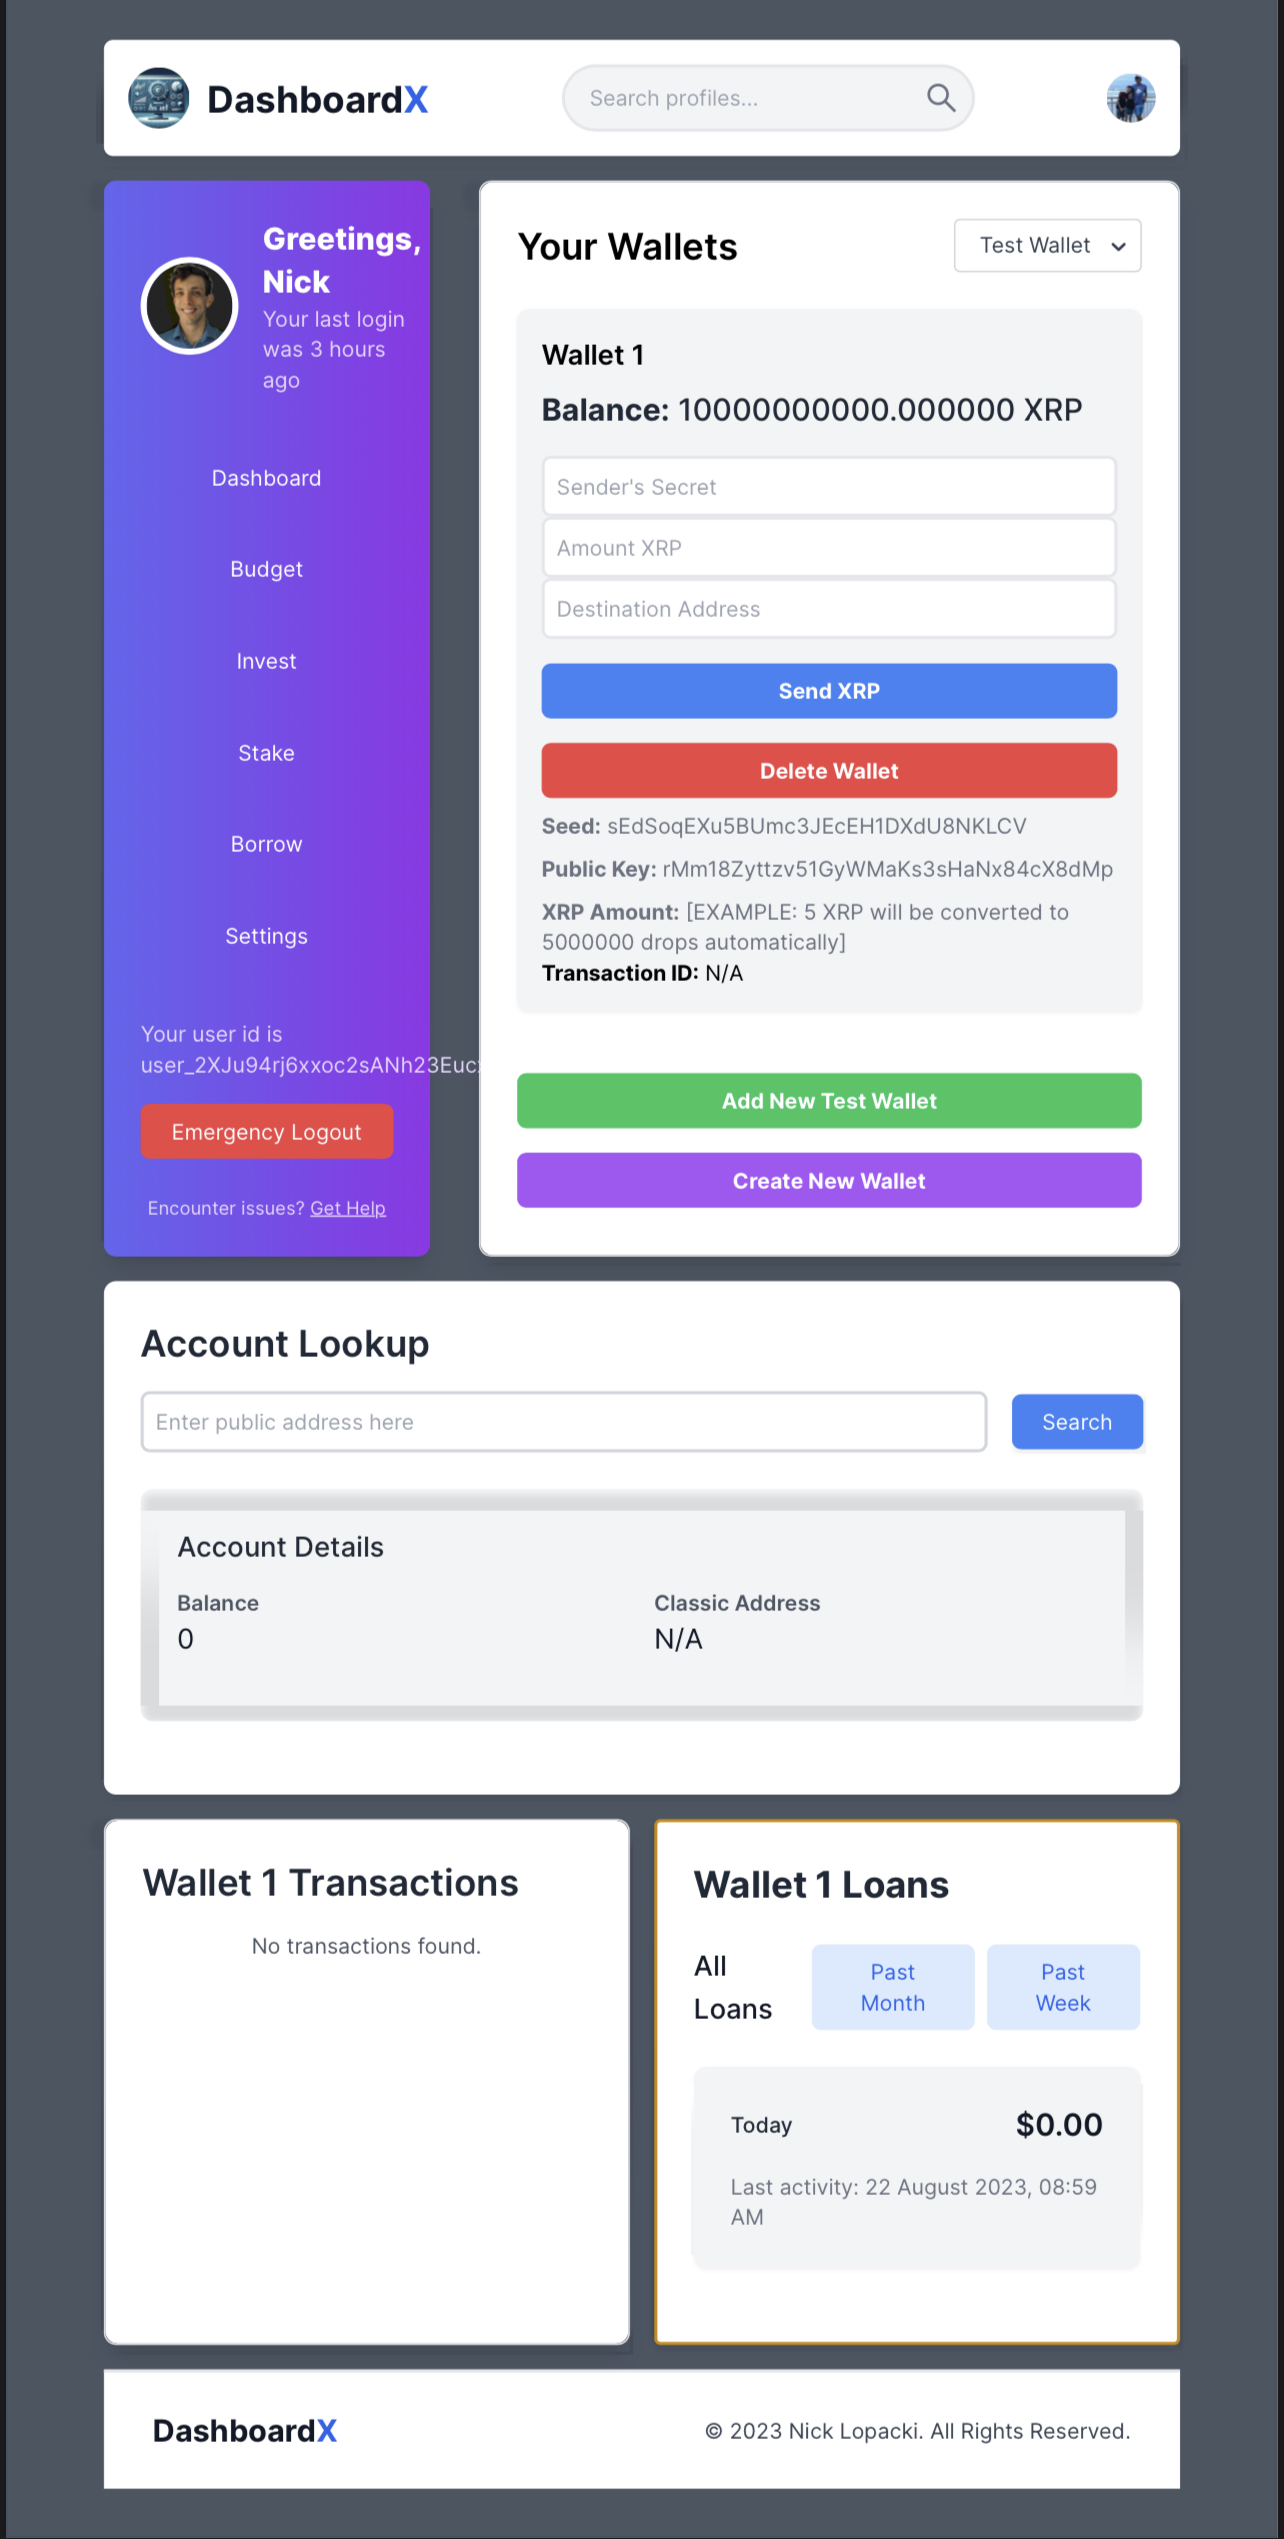 DashboardX
Search profiles...
Greetings,
Nick
Your last login
was 3 hours
ago
Dashboard
Budget
Invest
Stake
Borrow
Settings
Your user id is
user_2XJu94rj6xxoc2sANh23Euc
Emergency Logout
Encounter issues? Get Help
Your Wallets
Test Wallet
Wallet 1
Balance: 10000000000.000000 XRP
Sender's Secret
Amount XRP
Destination Address
Send XRP
Delete Wallet
Seed: sEdSoqEXu5BUmc3JEcEH1DXdU8NKLCV
Public Key: rMm18Zyttzv51GyWMaKs3sHaNx84cX8dMp
XRP Amount: [EXAMPLE: 5 XRP will be converted to
5000000 drops automatically]
Transaction ID: N/A
Add New Test Wallet
Create New Wallet
Account Lookup
Enter public address here
Search
Account Details
Balance
0
Classic Address
N/A
Wallet 1 Transactions
No transactions found.
Wallet 1 Loans
All
Loans
Past
Month
Past
Week
Today
$0.00
Last activity: 22 August 2023, 08:59
AM
DashboardX
© 2023 Nick Lopacki. All Rights Reserved.